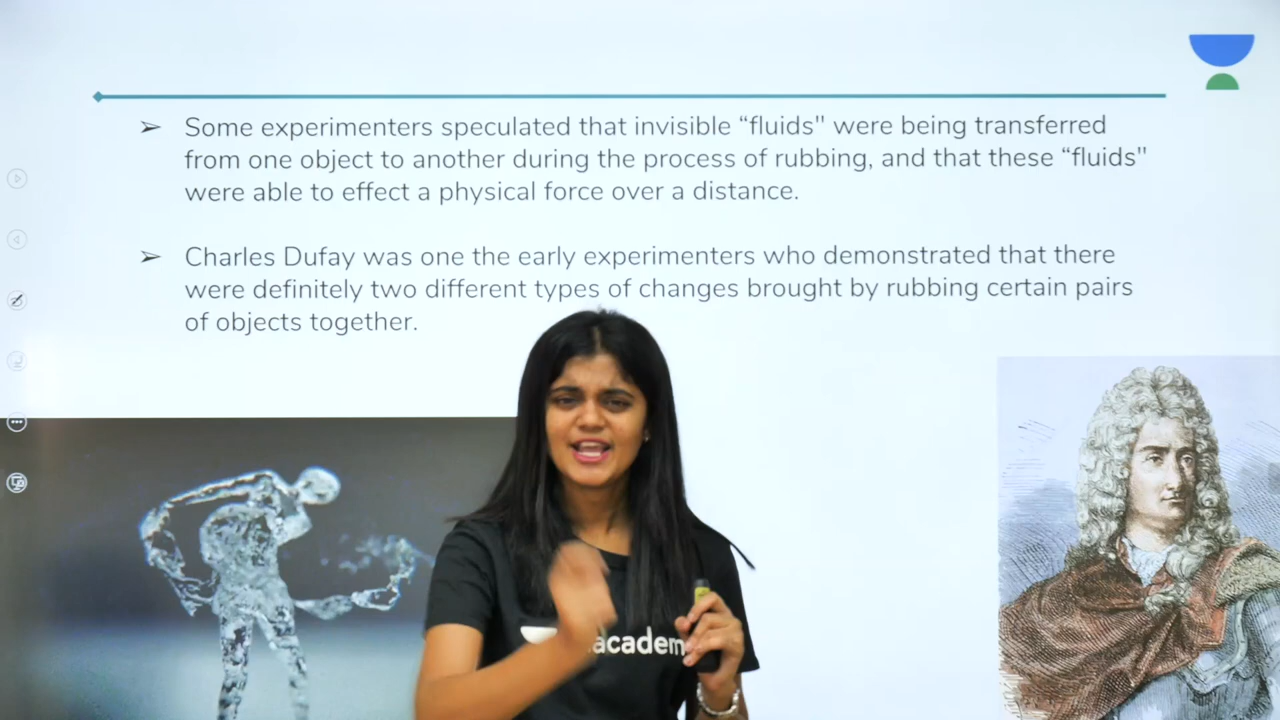 Some experimenters speculated that invisible “fluids" were being transferred
from one object to another during the process of rubbing, and that these “fluids"
were able to effect a physical force over a distance.
Charles Dufay was one the early experimenters who demonstrated that there
were definitely two different types of changes brought by rubbing certain pairs
of objects together.
academ